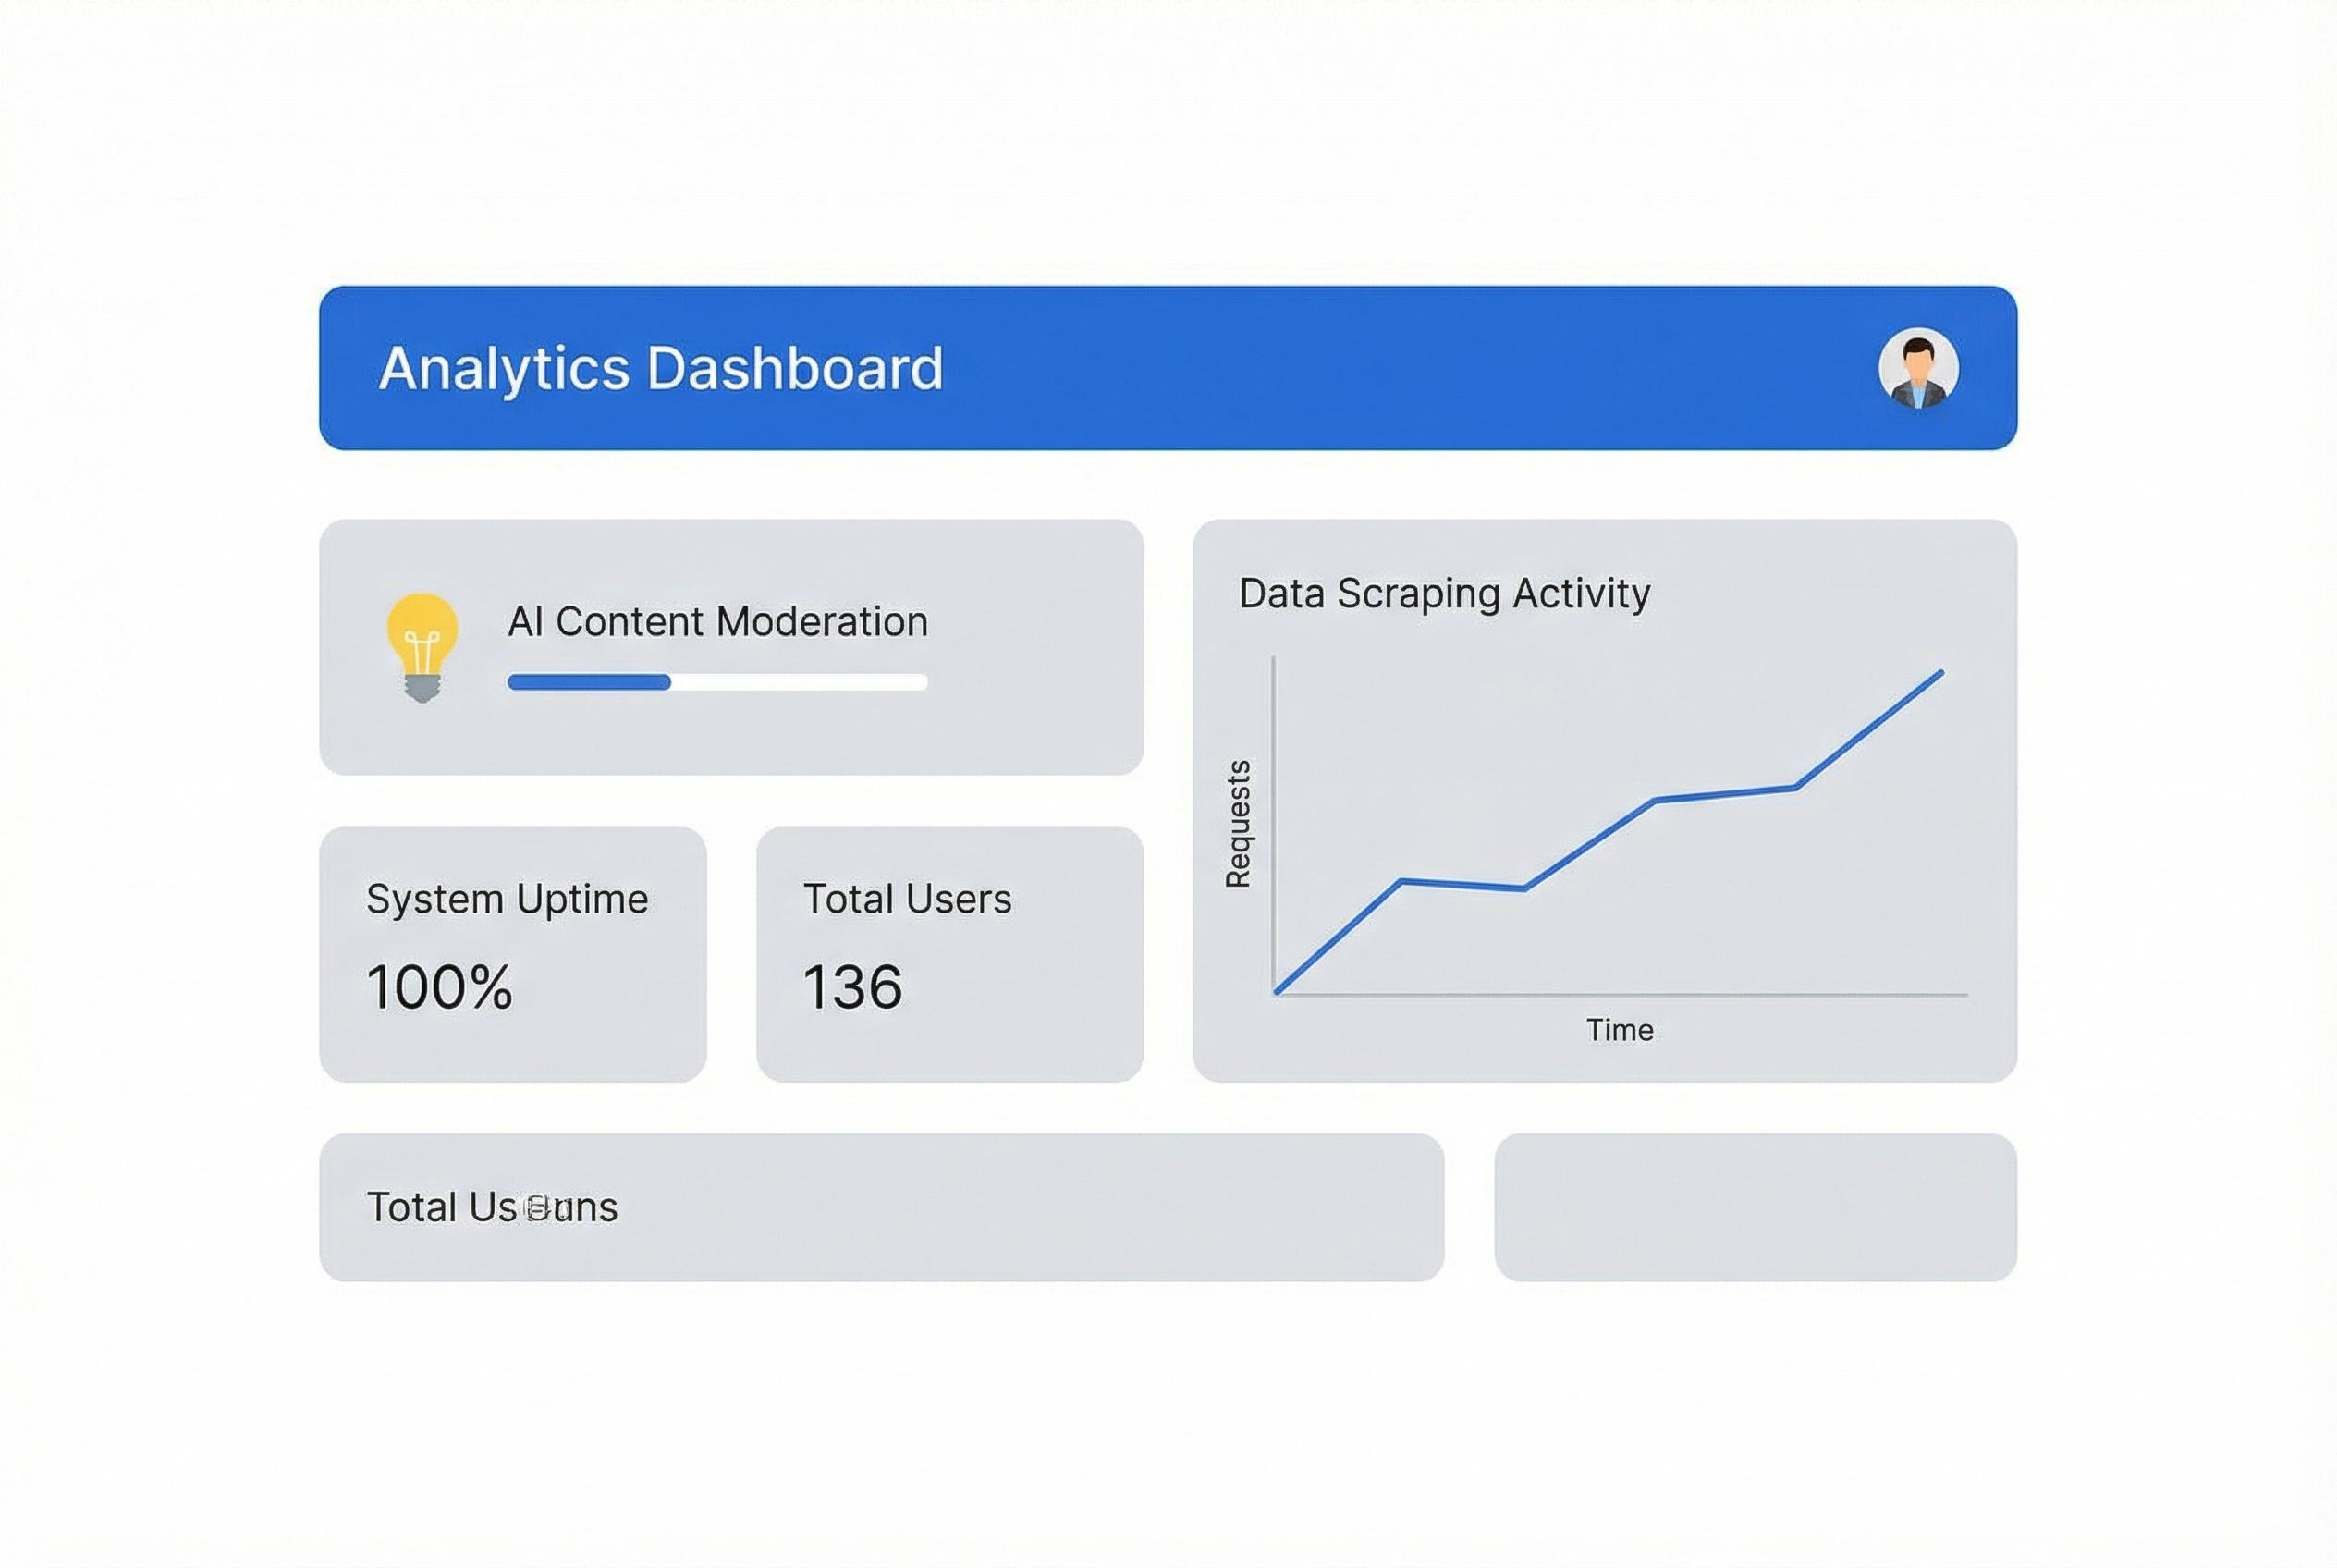 Analytics Dashboard
AI Content Moderation
System Uptime
100%
Total Users
136
Data Scraping Activity
Requests
Time
Total